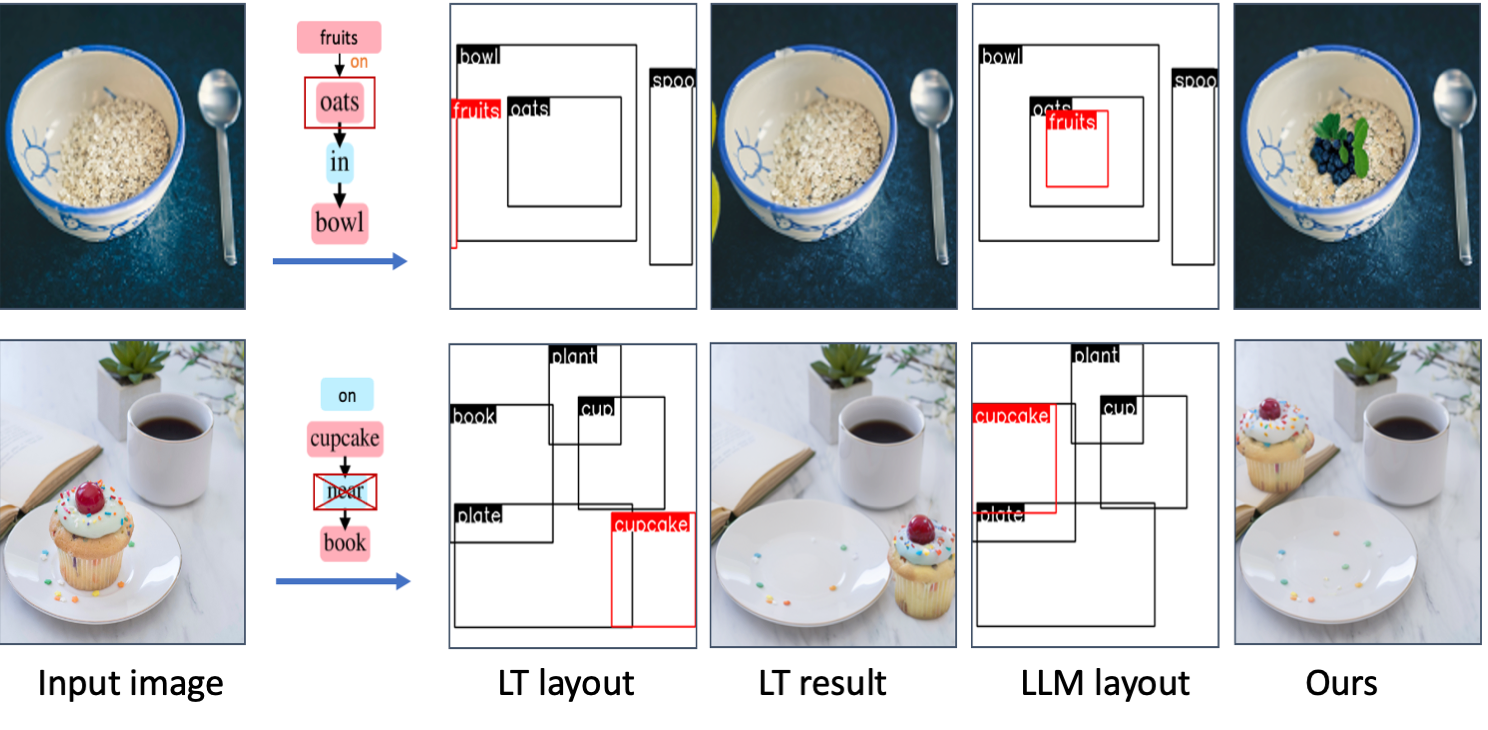 fruits
on
oats
in
bowl
bowl
fruits
oats
spoo
bowl
oats
fruits
spoo
on
cupcake
near
book
plant
book
cup
plate
cupcake
plant
cupcake
cup
plate
Input image
LT layout
LT result
LLM layout
Ours